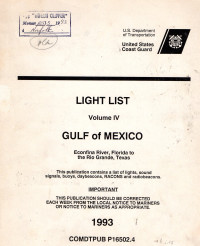 U.S. Department
of Transportation
United States
Coast Guard
LIGHT LIST
Volume IV
GULF of MEXICO
Econfina River, Florida to
the Rio Grande, Texas
This publication contains a list of lights, sound
signals, buoys, daybeacons, RACONS and radiobeacons.
IMPORTANT
THIS PUBLICATION SHOULD BE CORRECTED
EACH WEEK FROM THE LOCAL NOTICE TO MARINERS
OR NOTICE TO MARINERS AS APPROPRIATE.
1993
COMDTPUB P16502.4